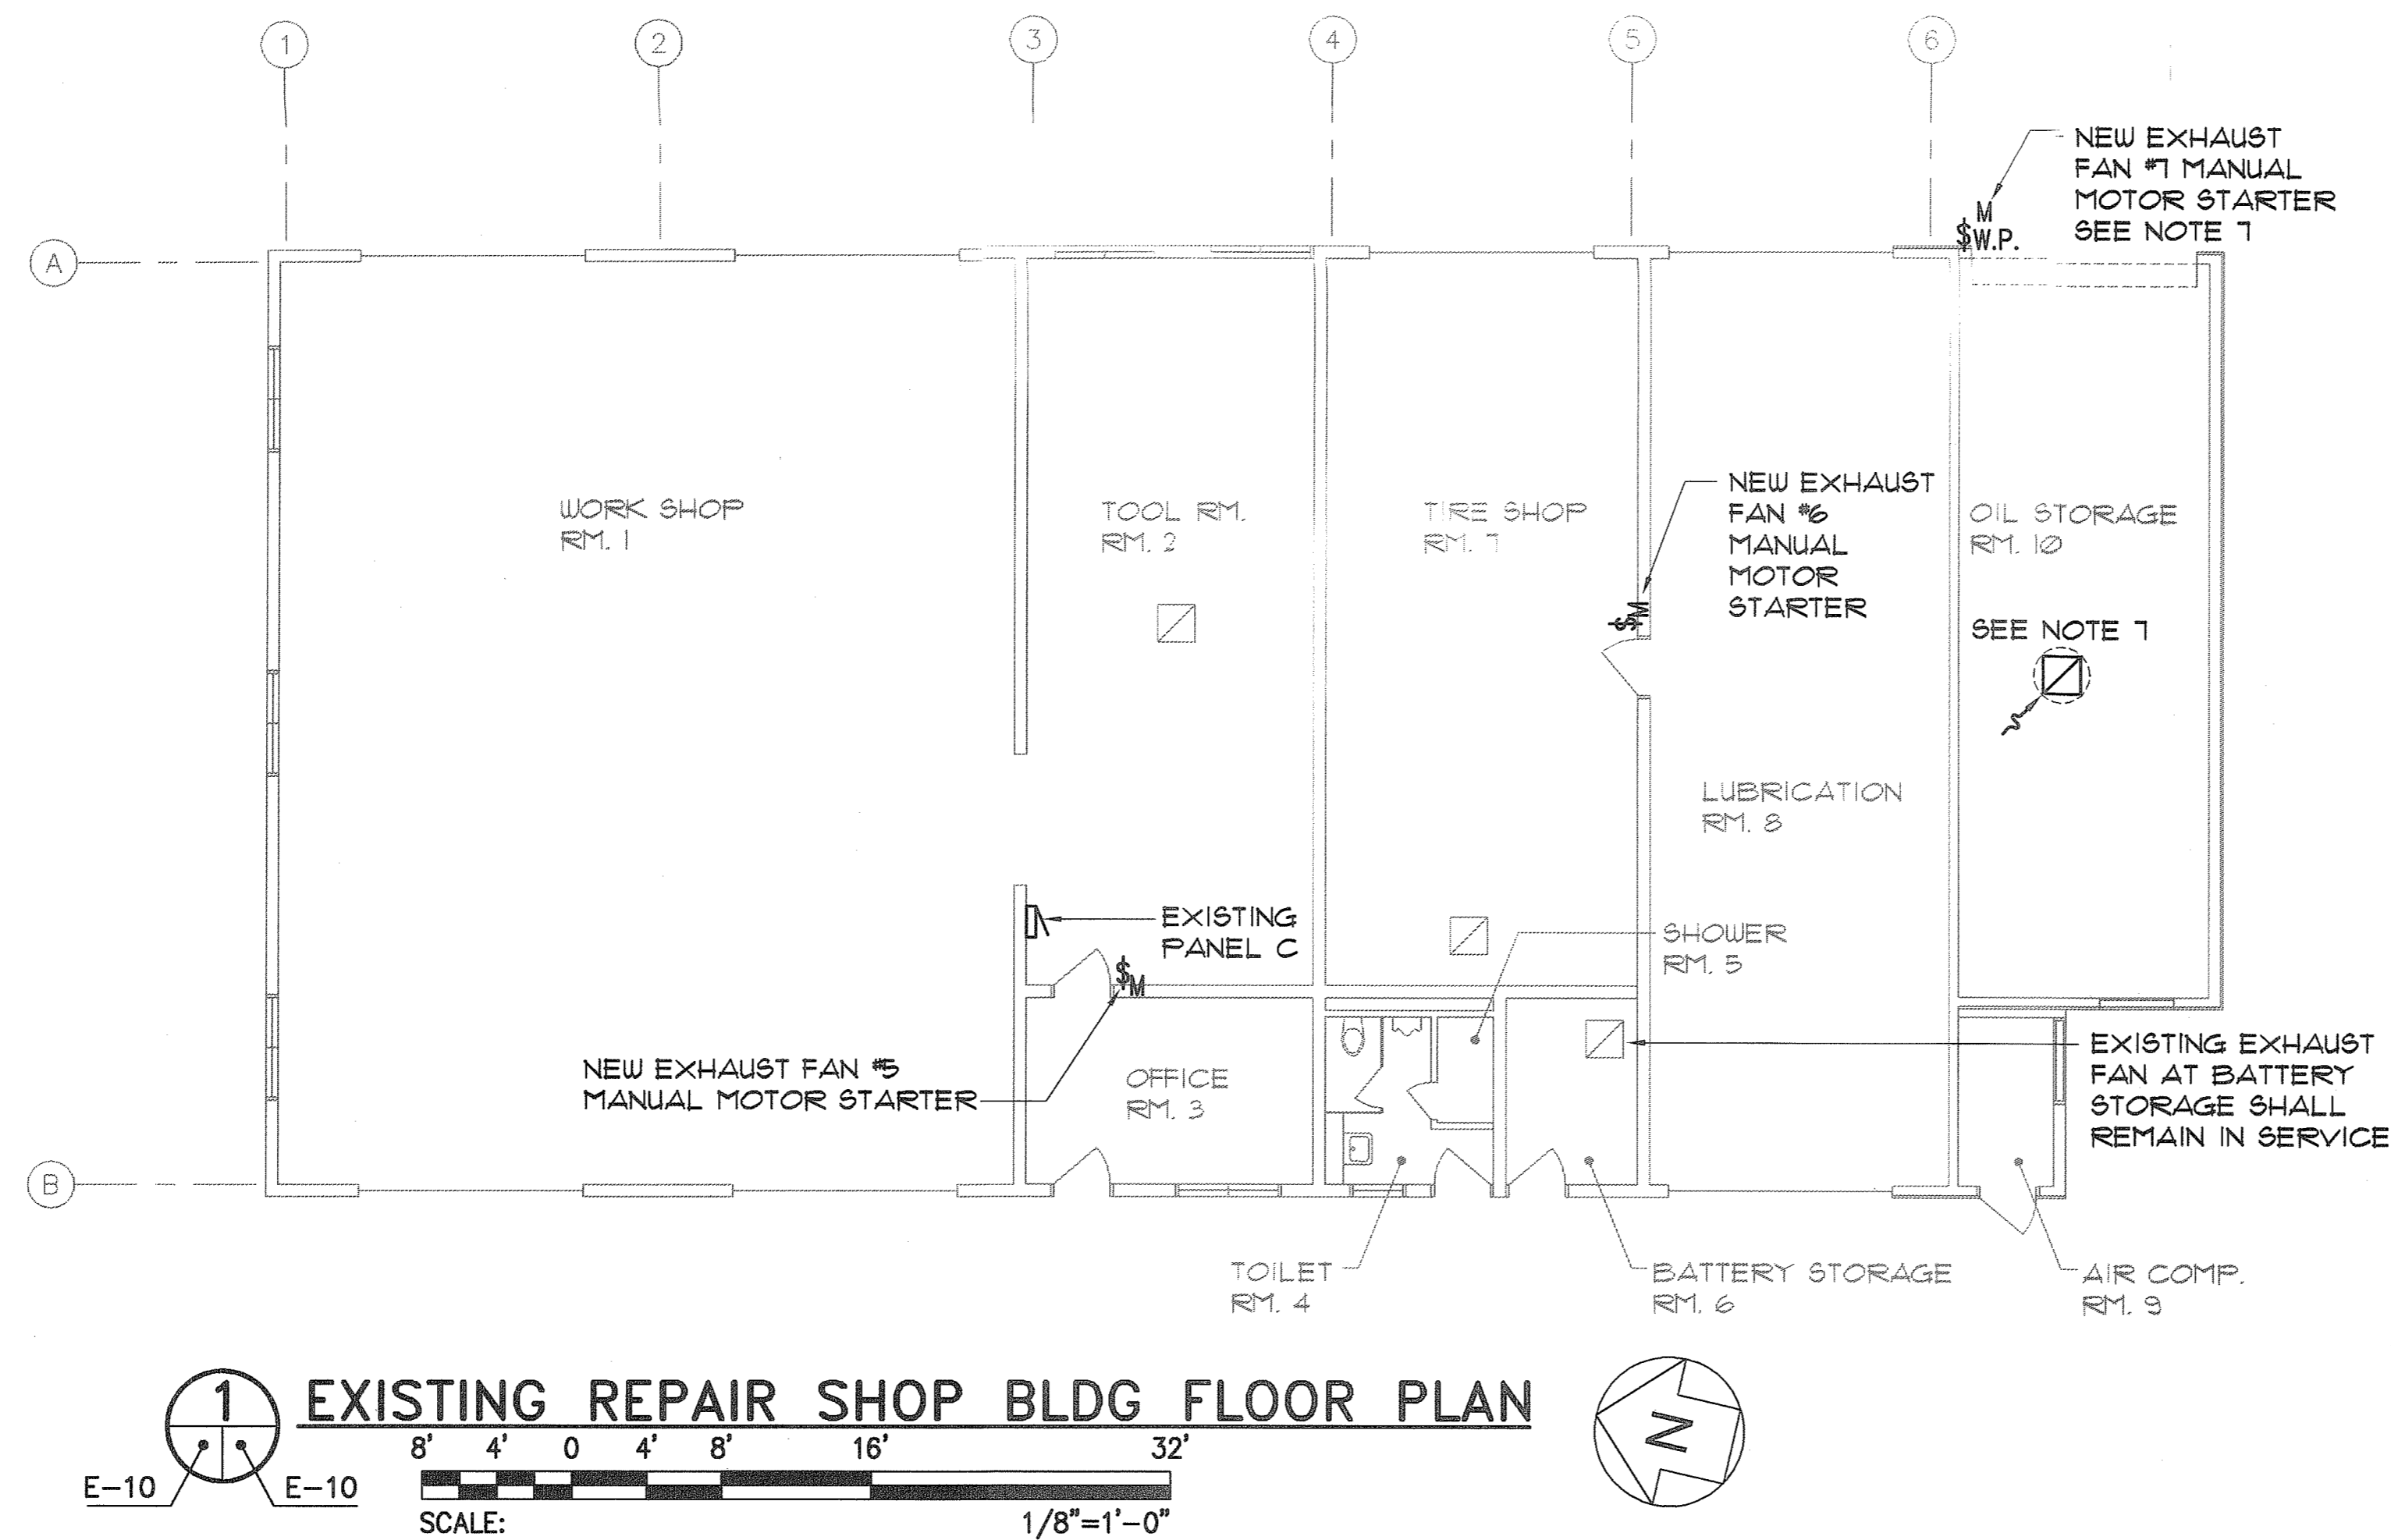 1
2
3
4
5
6
A
B
NEW EXHAUST
FAN #7 MANUAL
MOTOR STARTER
SEE NOTE 7
M
$W.P.
WORK SHOP
RM. 1
TOOL RM.
RM. 2
TIRE SHOP
RM. 7
NEW EXHAUST
FAN #6
MANUAL
MOTOR
STARTER
$M
OIL STORAGE
RM. 10
SEE NOTE 7
LUBRICATION
RM. 8
EXISTING
PANEL C
$M
SHOWER
RM. 5
NEW EXHAUST FAN #5
MANUAL MOTOR STARTER
OFFICE
RM. 3
EXISTING EXHAUST
FAN AT BATTERY
STORAGE SHALL
REMAIN IN SERVICE
TOILET
RM. 4
BATTERY STORAGE
RM. 6
AIR COMP.
RM. 9
1
E-10
E-10
EXISTING REPAIR SHOP BLDG FLOOR PLAN
8' 4' 0 4' 8' 16' 32'
SCALE: 1/8"=1'-0"
N